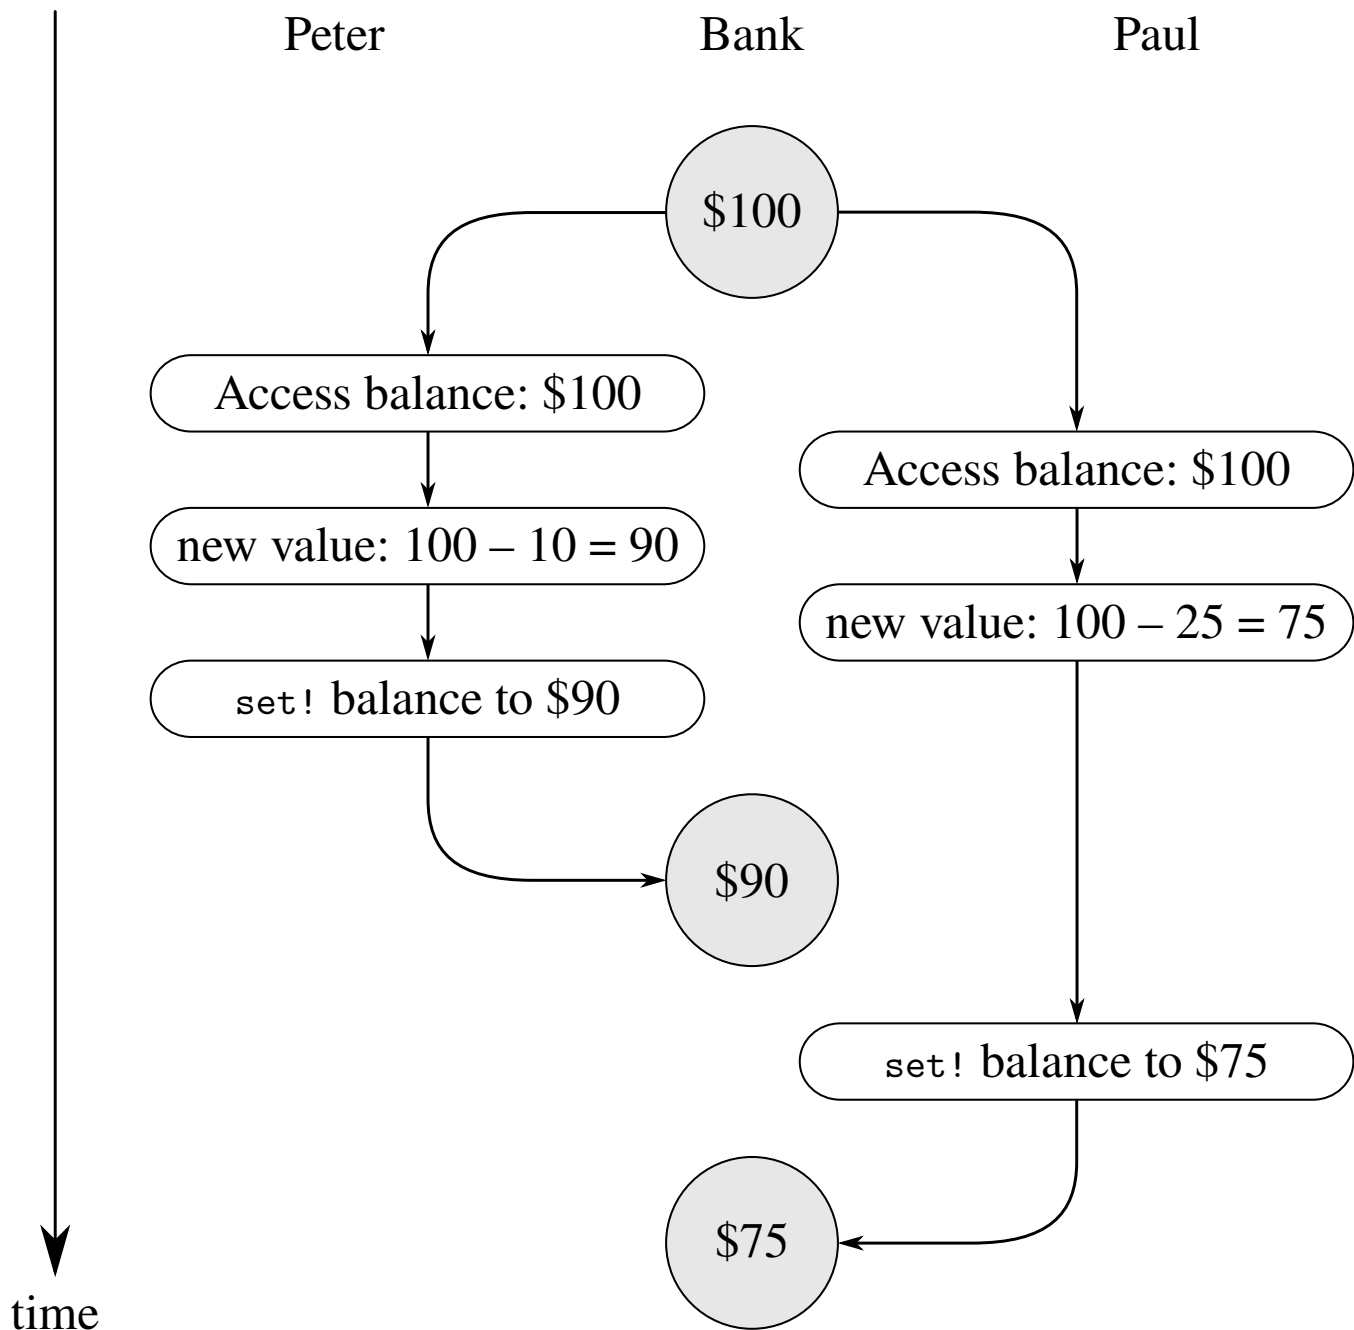 Peter
Bank
Paul
$100
Access balance: $100
Access balance: $100
new value: 100 – 10 = 90
new value: 100 – 25 = 75
set! balance to $90
$90
set! balance to $75
$75
time